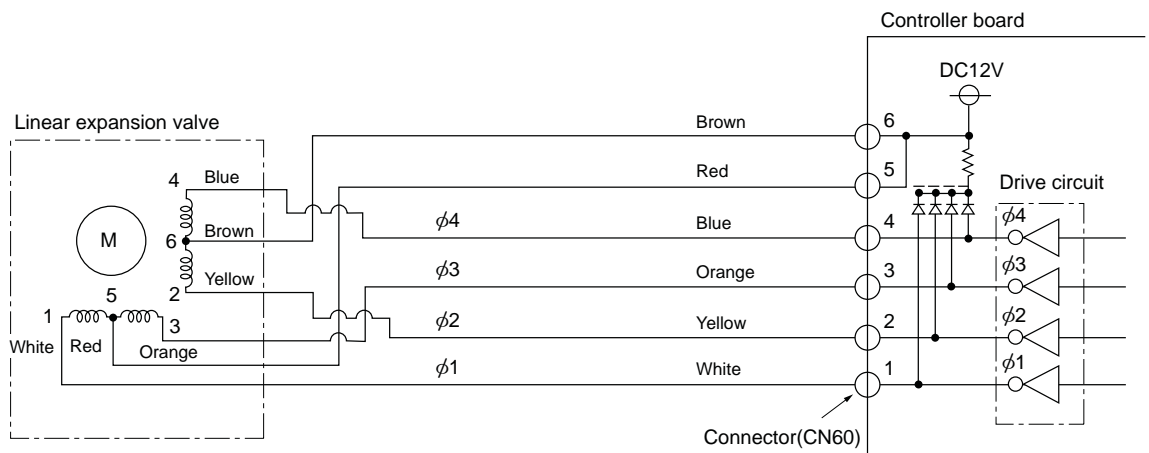 Controller board
DC12V
Linear expansion valve
Brown 6
Red 5
4 Blue
Drive circuit
ϕ4 Blue 4 ϕ4
M 6 Brown
ϕ3 Orange 3 ϕ3
2 Yellow
5
1 3
ϕ2 Yellow 2 ϕ2
White Red Orange
ϕ1 White 1 ϕ1
Connector(CN60)